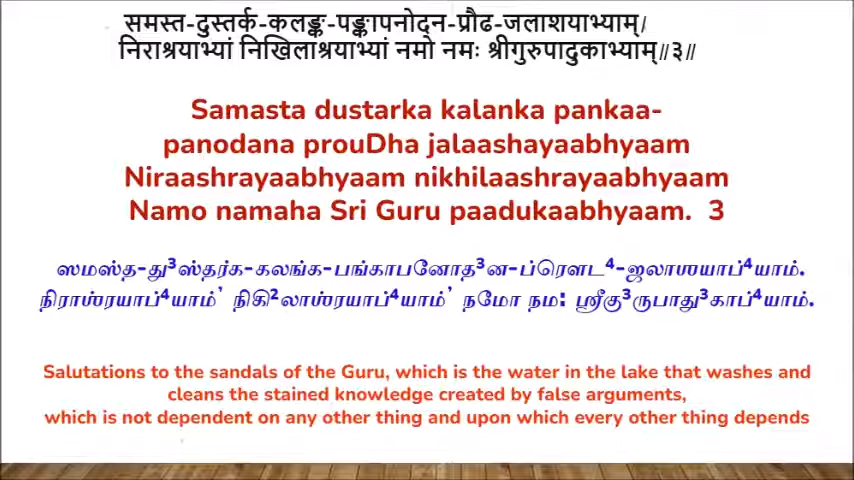 समस्त-दुस्तर्क-कलङ्क-पङ्कापनोदन-प्रौढ-जलाशयाभ्याम्।
निराश्रयाभ्यां निखिलाश्रयाभ्यां नमो नमः श्रीगुरुपादुकाभ्याम्॥३॥
Samasta dustarka kalanka pankaa-
panodana prouDha jalaashayaabhyaam
Niraashrayaabhyaam nikhilaashrayaabhyaam
Namo namaha Sri Guru paadukaabhyaam. 3
ஸமஸ்த-து³ஸ்தர்க-கலங்க-பங்காபனோத³ன-ப்ரௌட⁴-ஜலாஶயாப்⁴யாம்.
நிராஶ்ரயாப்⁴யாம்ʼ நிகி²லாஶ்ரயாப்⁴யாம்ʼ நமோ நம: ஶ்ரீகு³ருபாது³காப்⁴யாம்.
Salutations to the sandals of the Guru, which is the water in the lake that washes and
cleans the stained knowledge created by false arguments,
which is not dependent on any other thing and upon which every other thing depends